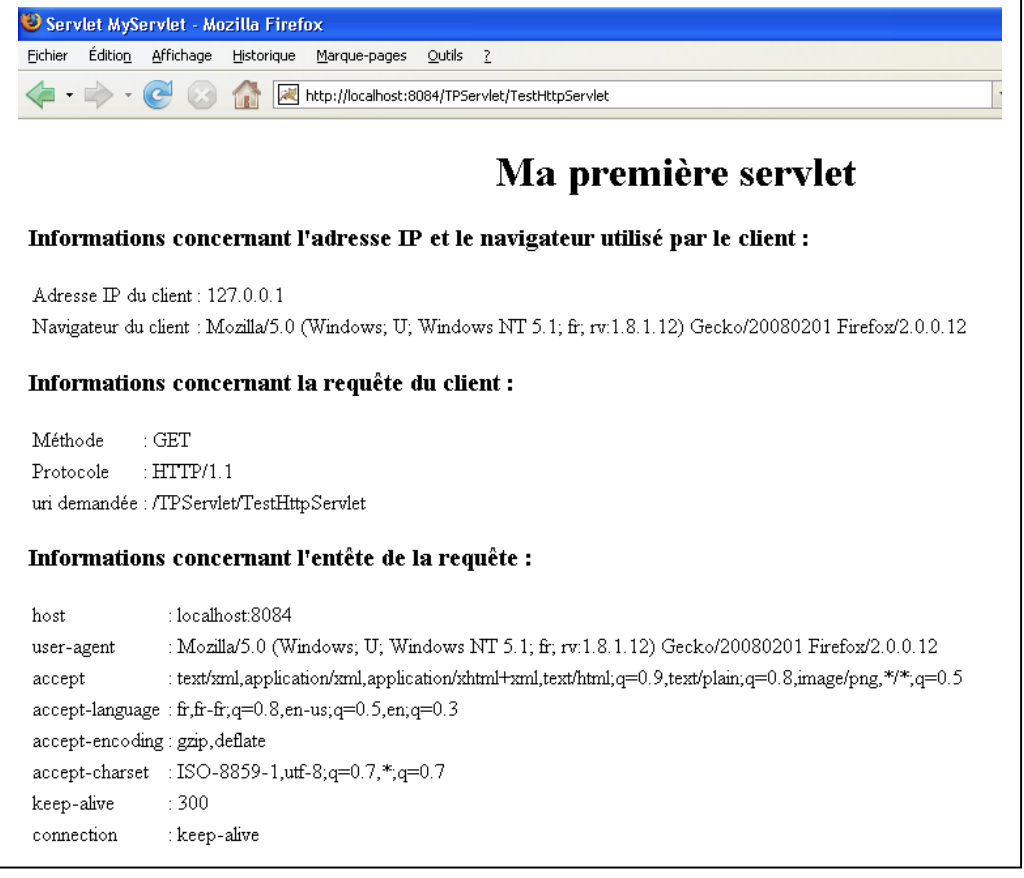 Servlet MyServlet - Mozilla Firefox
Fichier Édition Affichage Historique Marque-pages Outils ?
http://localhost:8084/TPServlet/TestHttpServlet
Ma première servlet
Informations concernant l'adresse IP et le navigateur utilisé par le client :
Adresse IP du client : 127.0.0.1
Navigateur du client : Mozilla/5.0 (Windows; U; Windows NT 5.1; fr; rv:1.8.1.12) Gecko/20080201 Firefox/2.0.0.12
Informations concernant la requête du client :
Méthode : GET
Protocole : HTTP/1.1
uri demandée : /TPServlet/TestHttpServlet
Informations concernant l'entête de la requête :
host : localhost:8084
user-agent : Mozilla/5.0 (Windows; U; Windows NT 5.1; fr; rv:1.8.1.12) Gecko/20080201 Firefox/2.0.0.12
accept : text/xml,application/xml,application/xhtml+xml,text/html;q=0.9,text/plain;q=0.8,image/png,*/*;q=0.5
accept-language : fr,fr-fr;q=0.8,en-us;q=0.5,en;q=0.3
accept-encoding : gzip,deflate
accept-charset : ISO-8859-1,utf-8;q=0.7,*;q=0.7
keep-alive : 300
connection : keep-alive